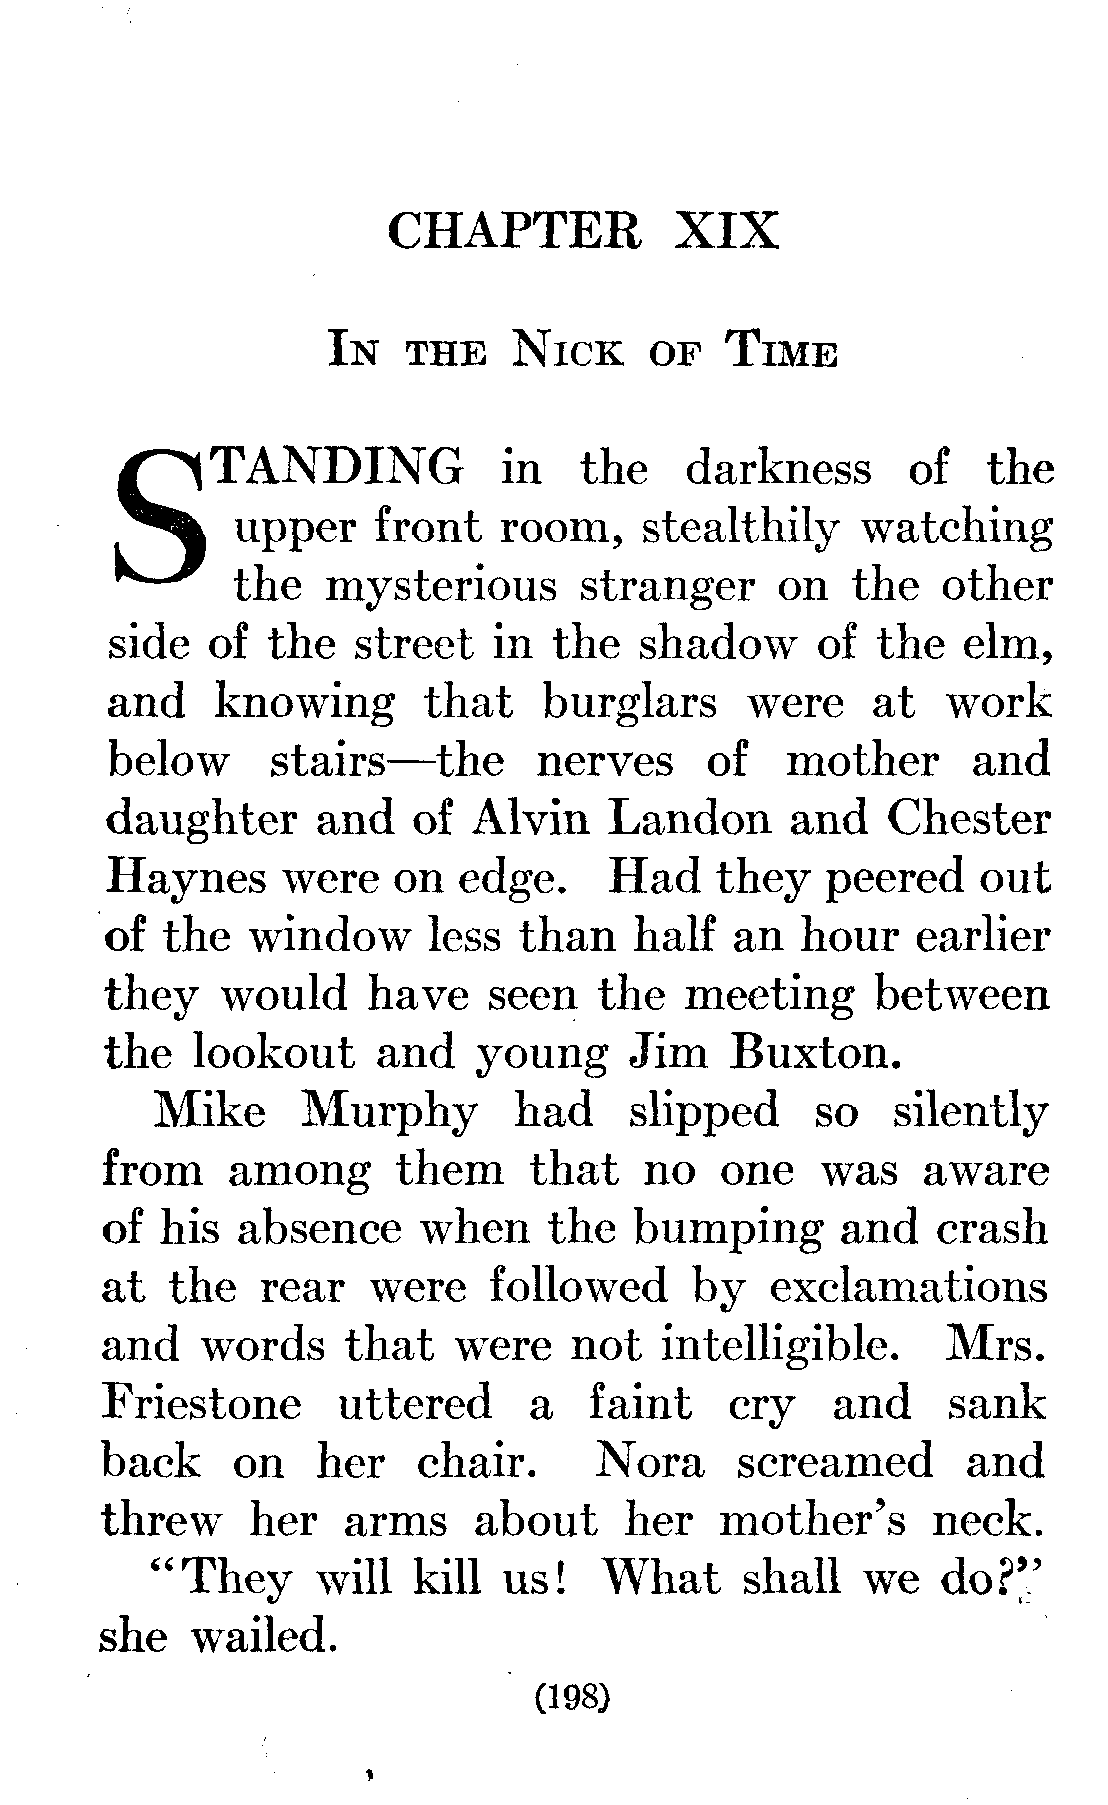 CHAPTER XIX
In the Nick of Time
STANDING in the darkness of the
upper front room, stealthily watching
the mysterious stranger on the other
side of the street in the shadow of the elm,
and knowing that burglars were at work
below stairs—the nerves of mother and
daughter and of Alvin Landon and Chester
Haynes were on edge. Had they peered out
of the window less than half an hour earlier
they would have seen the meeting between
the lookout and young Jim Buxton.
Mike Murphy had slipped so silently
from among them that no one was aware
of his absence when the bumping and crash
at the rear were followed by exclamations
and words that were not intelligible. Mrs.
Friestone uttered a faint cry and sank
back on her chair. Nora screamed and
threw her arms about her mother's neck.
"They will kill us! What shall we do?"
she wailed.
(198)